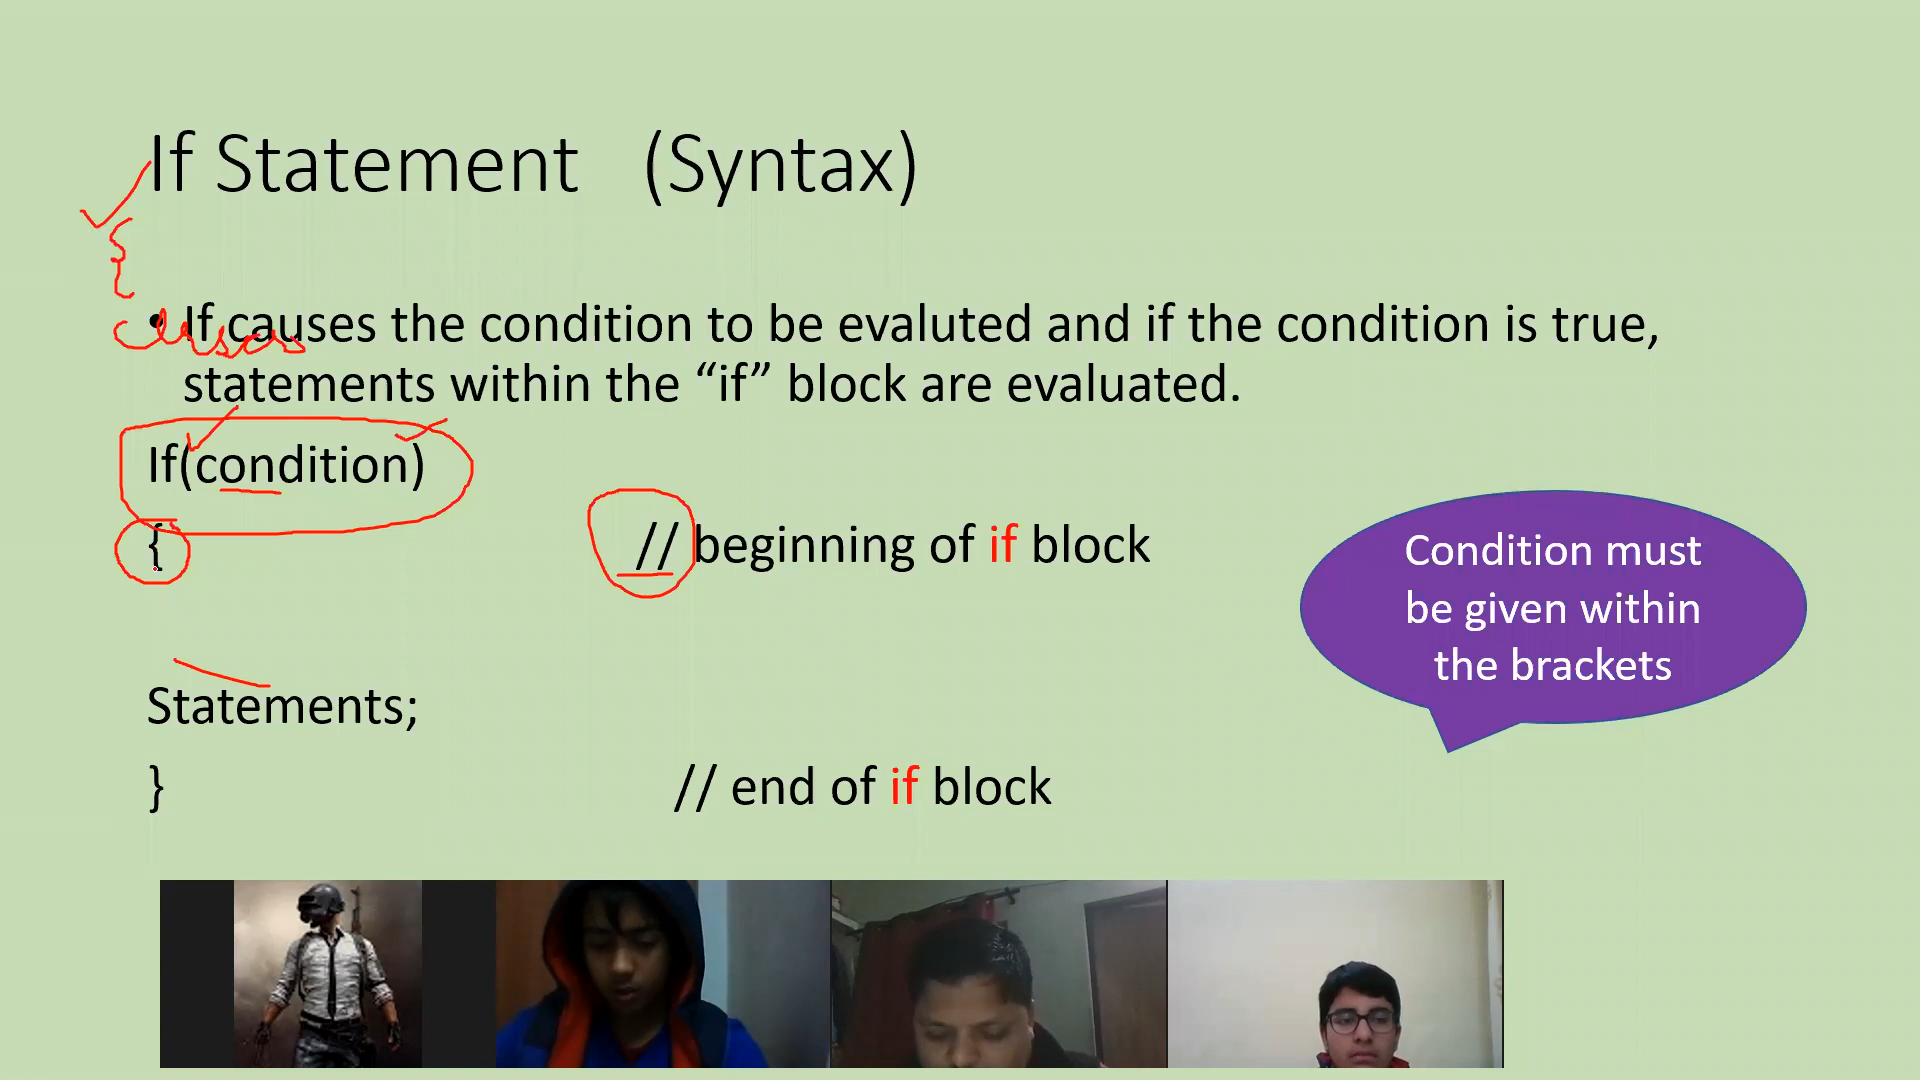 If Statement (Syntax)
• If causes the condition to be evaluted and if the condition is true,
statements within the “if” block are evaluated.
If(condition)
{ // beginning of if block
Statements;
} // end of if block
Condition must
be given within
the brackets